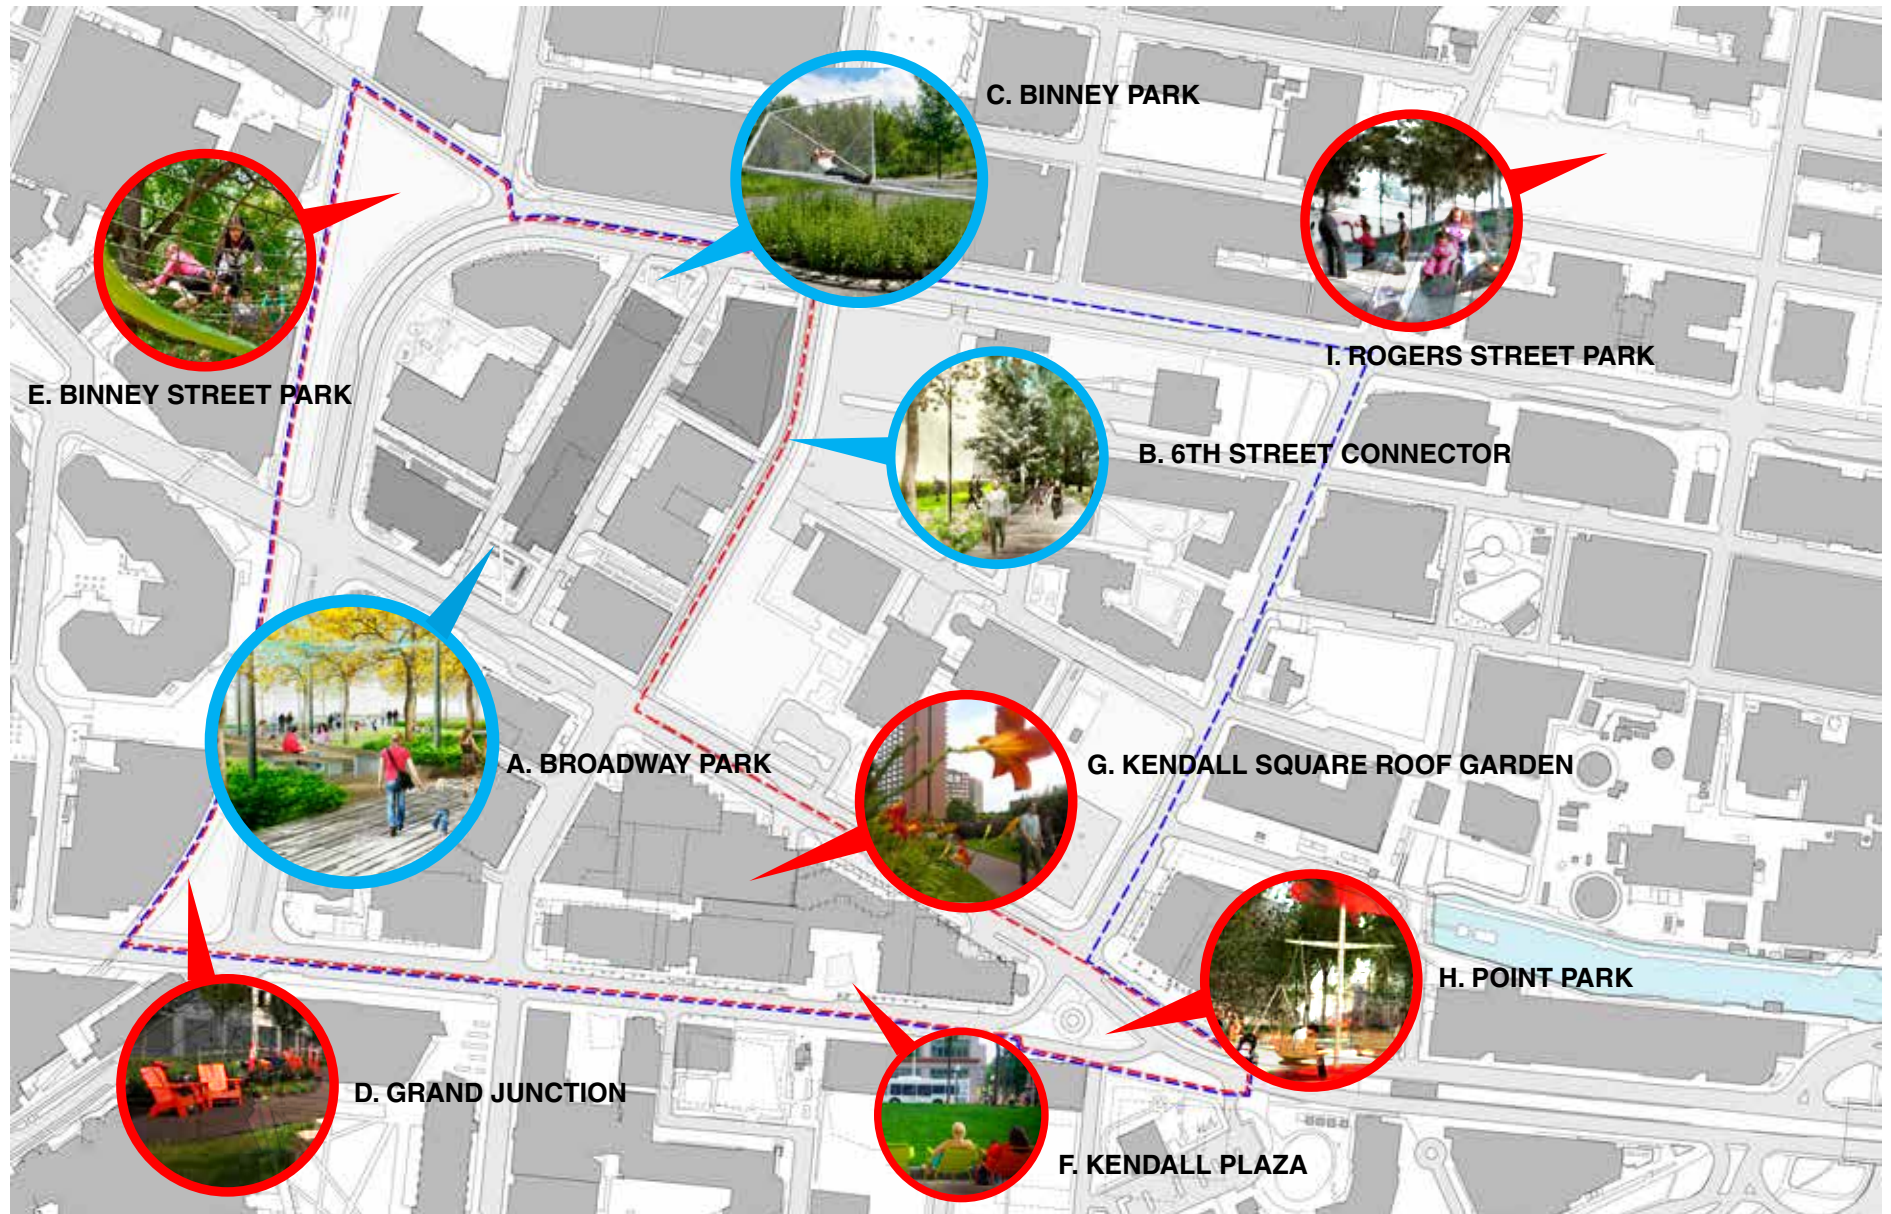 C. BINNEY PARK
I. ROGERS STREET PARK
E. BINNEY STREET PARK
B. 6TH STREET CONNECTOR
A. BROADWAY PARK
G. KENDALL SQUARE ROOF GARDEN
H. POINT PARK
D. GRAND JUNCTION
F. KENDALL PLAZA